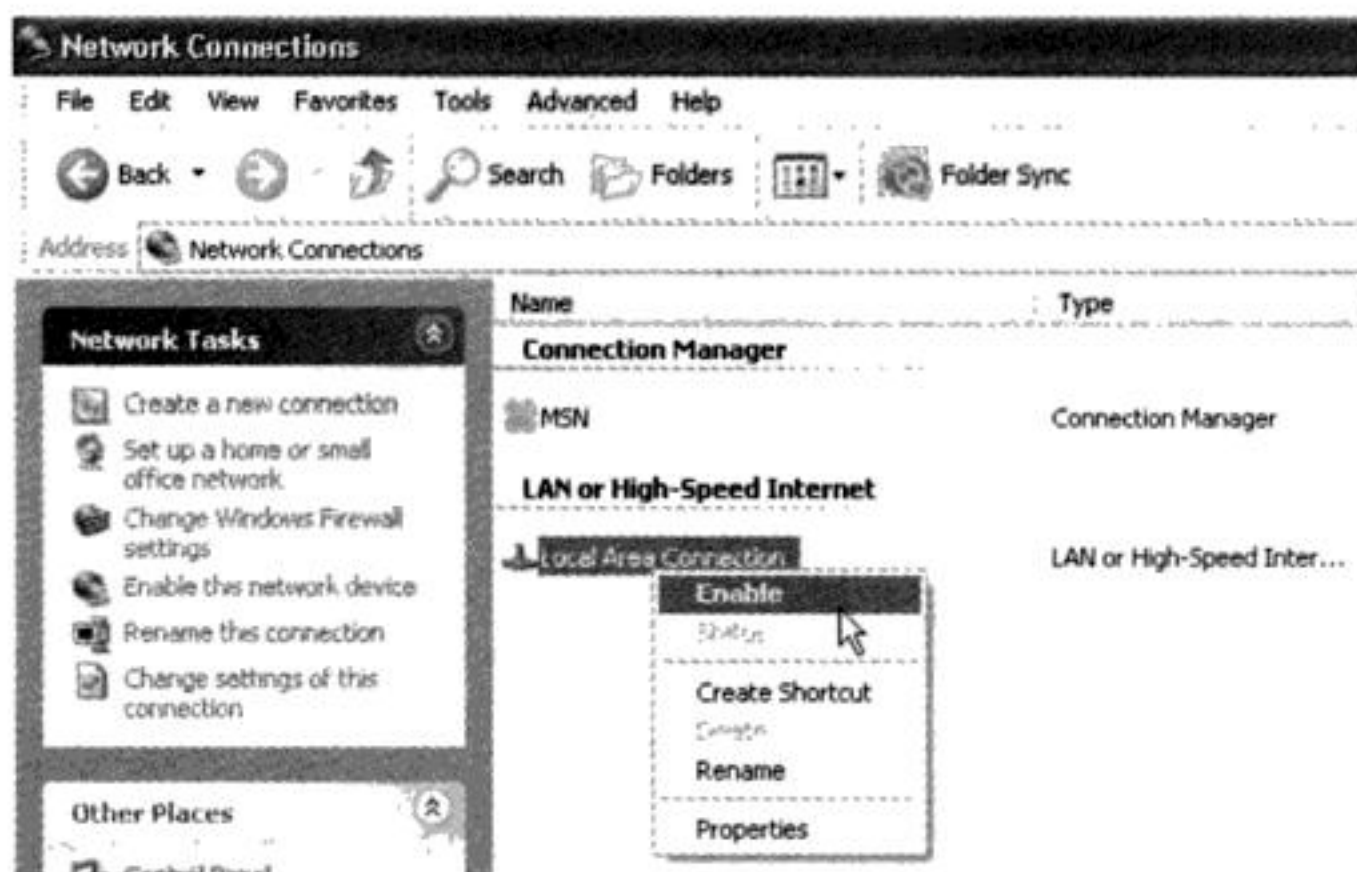 Network Connections
File Edit View Favorites Tools Advanced Help
Back Search Folders Folder Sync
Address Network Connections
Network Tasks
Create a new connection
Set up a home or small
office network
Change Windows Firewall
settings
Enable this network device
Rename this connection
Change settings of this
connection
Other Places
Control Panel
Name Type
Connection Manager
MSN Connection Manager
LAN or High-Speed Internet
Local Area Connection LAN or High-Speed Inter...
Enable
Status
Create Shortcut
Rename
Properties